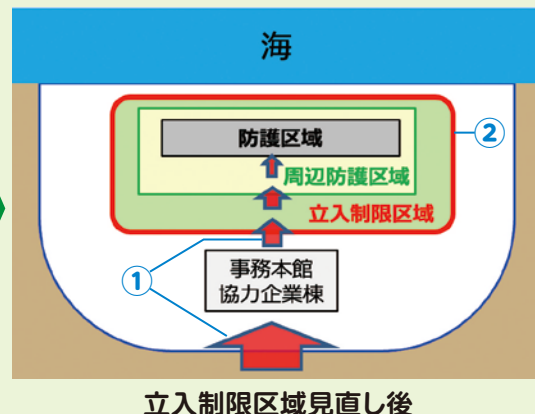 海
防護区域
②
周辺防護区域
立入制限区域
①
事務本館
協力企業棟
立入制限区域見直し後